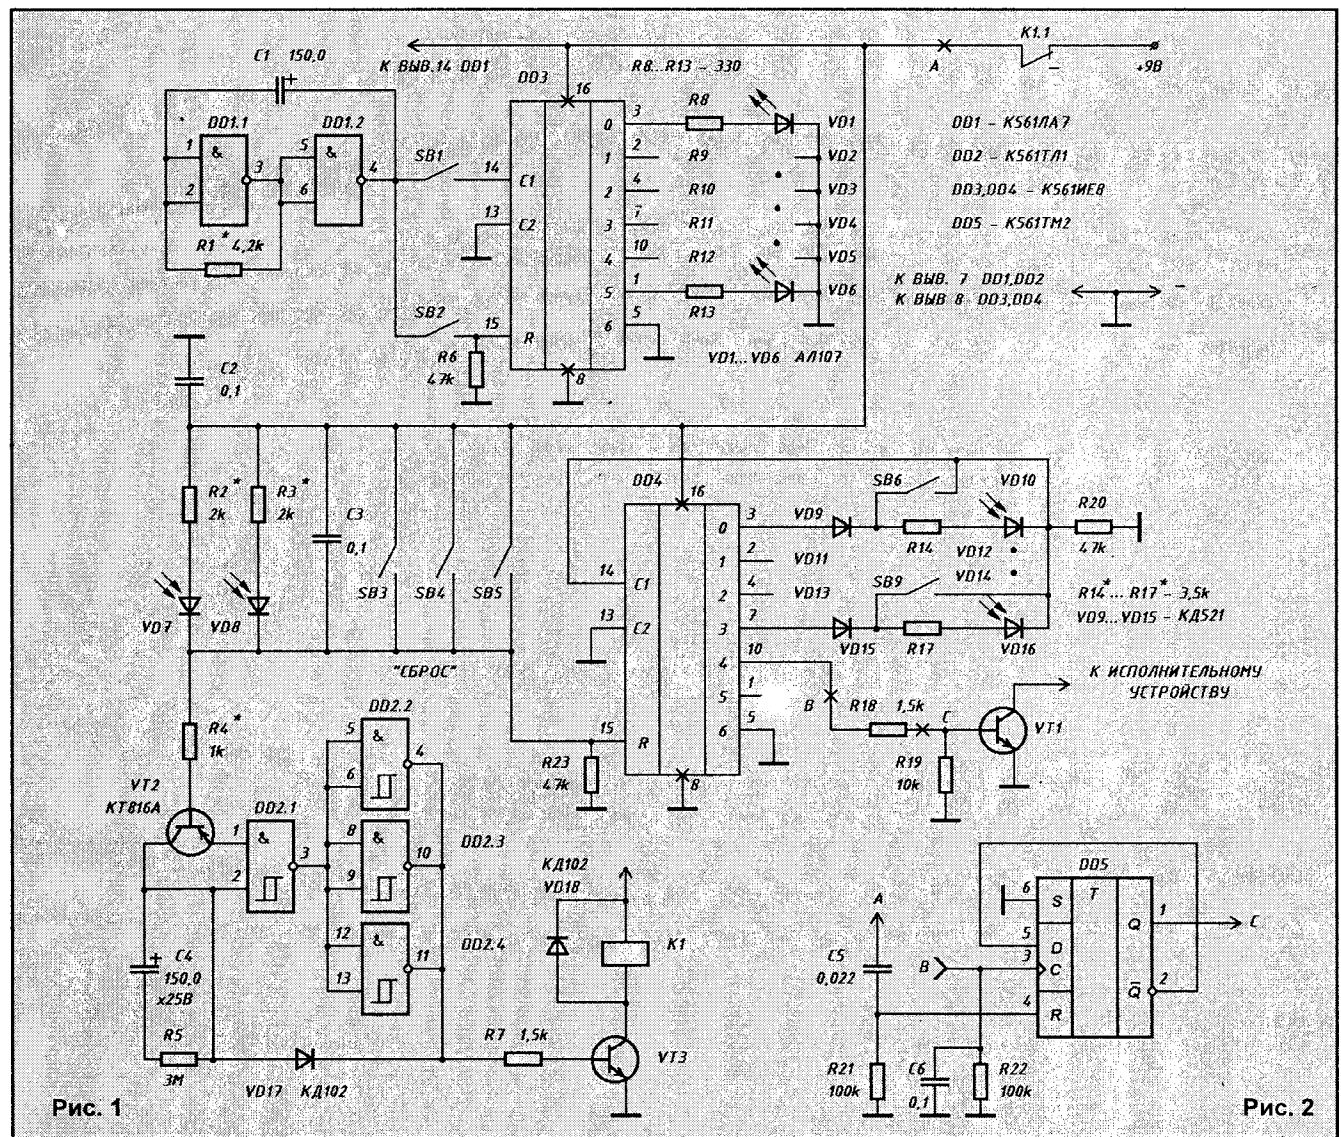 C1 150,0
+
К ВЫВ.14 DD1
DD3
16
R8...R13 – 330
A
K1.1
+9В
DD1.1
DD1.2
1
&
3
2
5
&
4
6
R1* 4,2k
SB1
14
C1
13
C2
SB2
15
R
R6
47k
8
0
3
R8
VD1
1
2
R9
VD2
2
4
R10
VD3
3
7
R11
VD4
4
10
R12
VD5
5
1
R13
VD6
6
5
VD1...VD6 АЛ107
DD1 – К561ЛА7
DD2 – К561ТЛ1
DD3,DD4 – К561ИЕ8
DD5 – К561ТМ2
К ВЫВ. 7 DD1,DD2
К ВЫВ 8 DD3,DD4
–
C2
0,1
R2*
2k
R3*
2k
C3
0,1
VD7
VD8
SB3
SB4
SB5
"СБРОС"
DD4
16
14
C1
13
C2
15
R
8
R23
47k
0
3
VD9
SB6
R14
VD10
R20
47k
1
2
VD11
VD12
2
4
VD13
SB9
VD14
3
7
VD15
R17
VD16
4
10
5
1
6
5
R14*...R17* – 3,5k
VD9...VD15 – КД521
B
R18 1,5k
C
R19
10k
VT1
К ИСПОЛНИТЕЛЬНОМУ
УСТРОЙСТВУ
R4*
1k
VT2
КТ816А
DD2.1
1
&
2
3
DD2.2
5
&
6
4
DD2.3
8
&
9
10
DD2.4
12
&
13
11
C4
+
150,0
x25В
R5
3M
VD17 КД102
R7 1,5k
VT3
КД102
VD18
K1
A
C5
0,022
B
R21
100k
C6
0,1
R22
100k
DD5
6
S
T
5
D
3
C
4
R
Q
1
Q̅
2
C
Рис. 1
Рис. 2